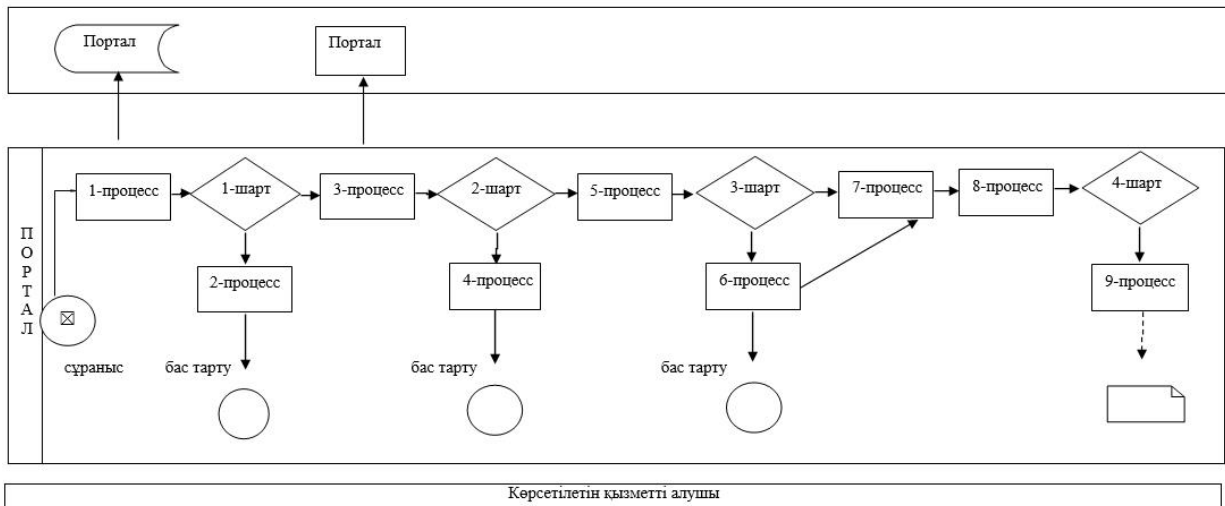 Портал
Портал
ПОРТАЛ
1-процесс
1-шарт
3-процесс
2-шарт
5-процесс
3-шарт
7-процесс
8-процесс
4-шарт
2-процесс
4-процесс
6-процесс
9-процесс
сұраныс
бас тарту
бас тарту
бас тарту
Көрсетілетін қызметті алушы